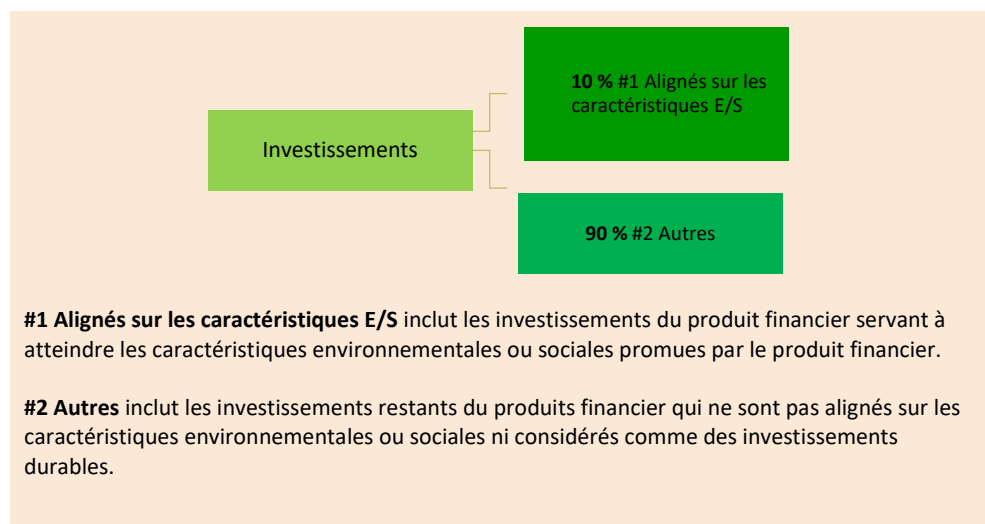 10 % #1 Alignés sur les
caractéristiques E/S
Investissements
90 % #2 Autres
#1 Alignés sur les caractéristiques E/S inclut les investissements du produit financier servant à
atteindre les caractéristiques environnementales ou sociales promues par le produit financier.
#2 Autres inclut les investissements restants du produits financier qui ne sont pas alignés sur les
caractéristiques environnementales ou sociales ni considérés comme des investissements
durables.